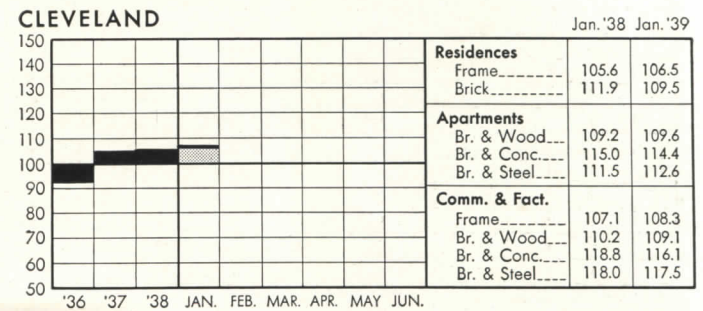 CLEVELAND
Jan. '38 Jan. '39
150
140
130
120
110
100
90
80
70
60
50
'36 '37 '38 JAN. FEB. MAR. APR. MAY JUN.
Residences
Frame 105.6 106.5
Brick 111.9 109.5
Apartments
Br. & Wood 109.2 109.6
Br. & Conc. 115.0 114.4
Br. & Steel 111.5 112.6
Comm. & Fact.
Frame 107.1 108.3
Br. & Wood 110.2 109.1
Br. & Conc. 118.8 116.1
Br. & Steel 118.0 117.5